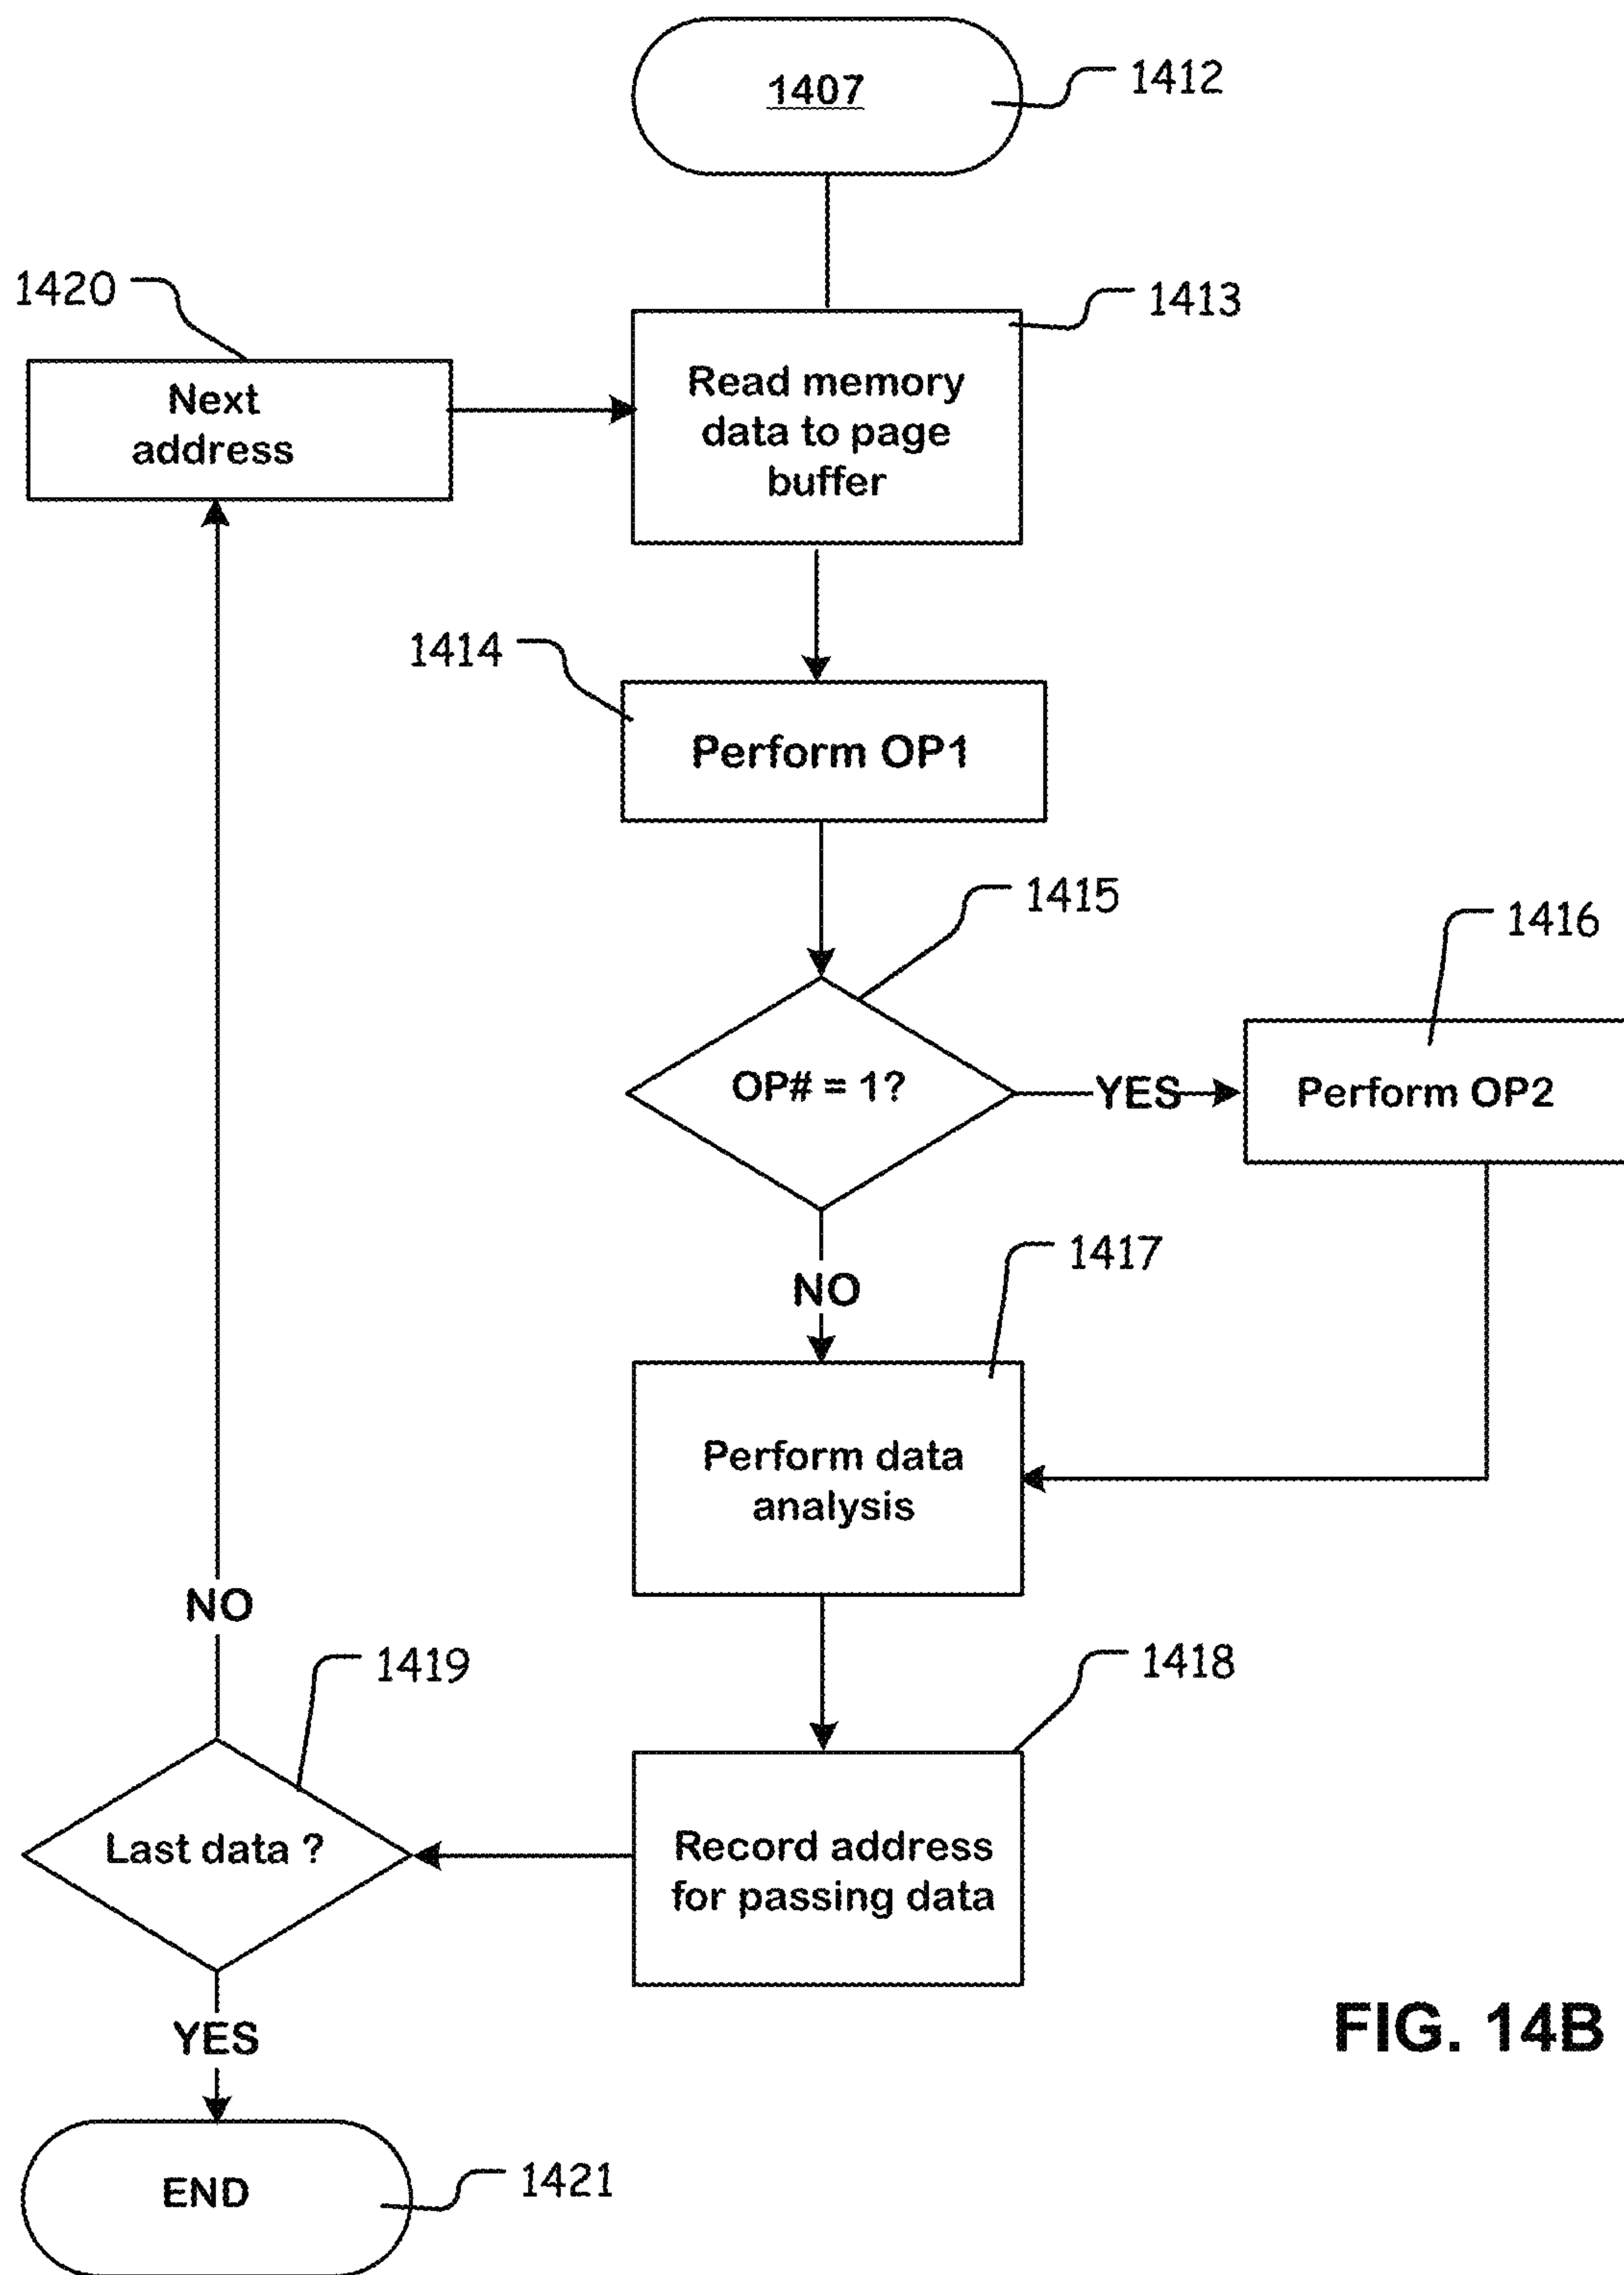 1407
1412
1420
1413
Next
address
Read memory
data to page
buffer
1414
Perform OP1
1415
1416
OP# = 1?
YES
Perform OP2
NO
1417
Perform data
analysis
NO
1419
1418
Last data ?
Record address
for passing data
YES
FIG. 14B
END
1421